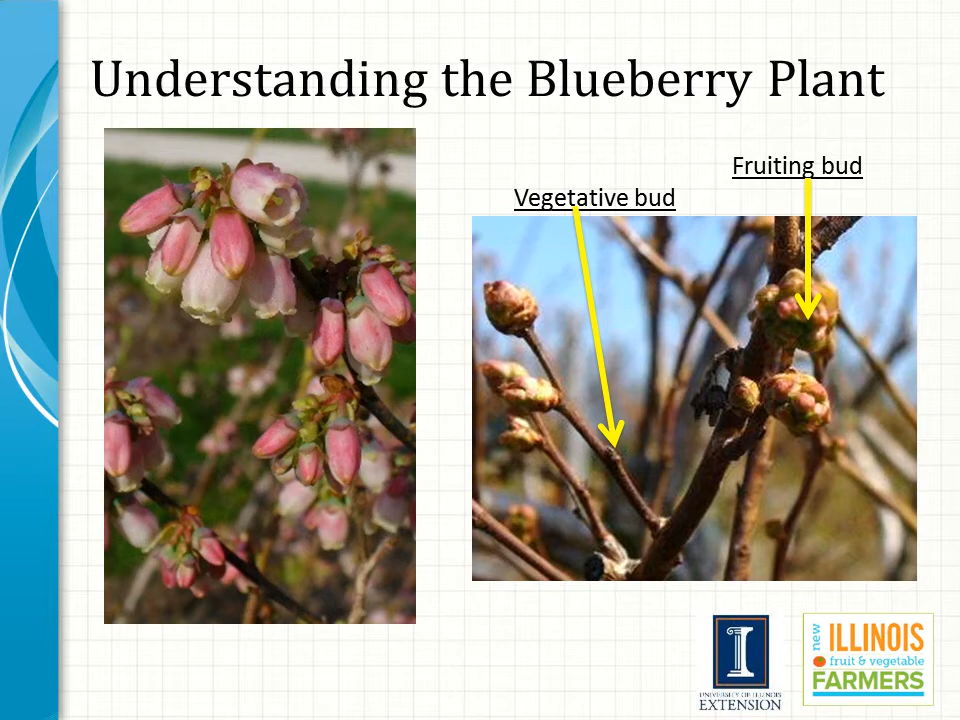 Understanding the Blueberry Plant
Fruiting bud
Vegetative bud
I
UNIVERSITY OF ILLINOIS
EXTENSION
new
ILLINOIS
fruit & vegetable
FARMERS